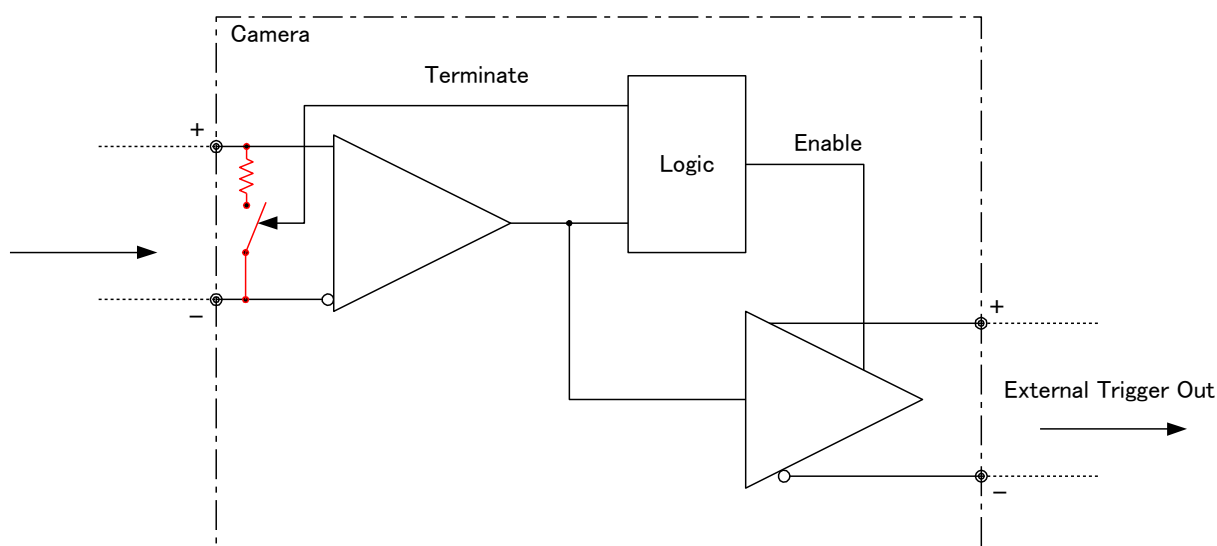 Camera
Terminate
+
Enable
Logic
−
+
External Trigger Out
−